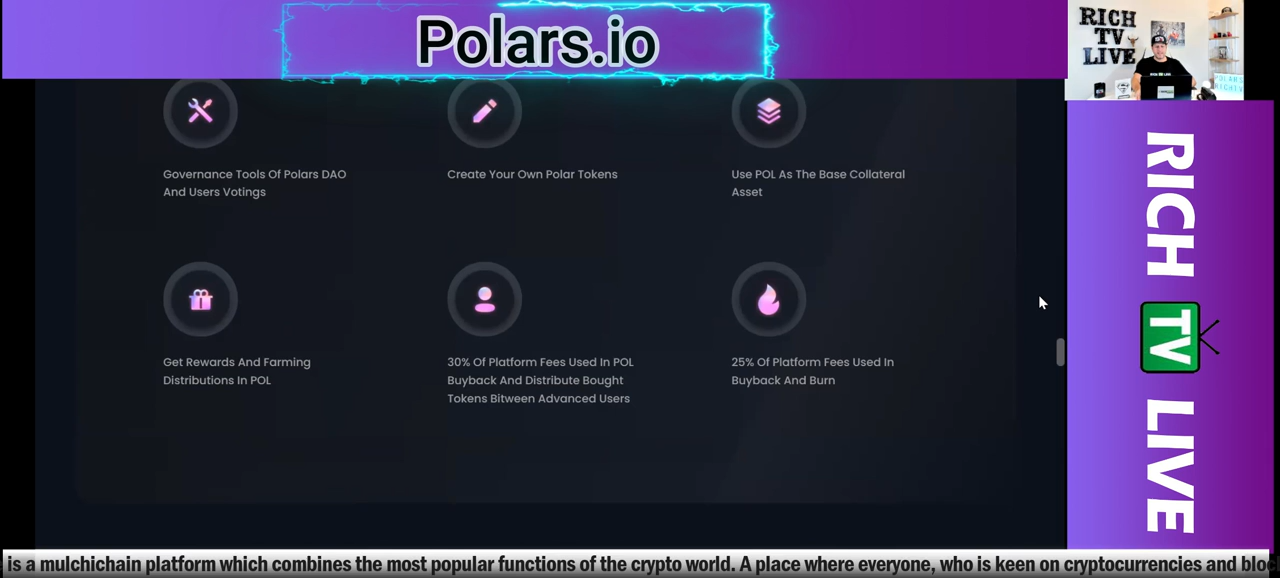 Polars.io
RICH
TV
LIVE
Governance Tools Of Polars DAO
And Users Votings
Create Your Own Polar Tokens
Use POL As The Base Collateral
Asset
Get Rewards And Farming
Distributions In POL
30% Of Platform Fees Used In POL
Buyback And Distribute Bought
Tokens Bitween Advanced Users
25% Of Platform Fees Used In
Buyback And Burn
RICH
TV
LIVE
is a mulchichain platform which combines the most popular functions of the crypto world. A place where everyone, who is keen on cryptocurrencies and bloc